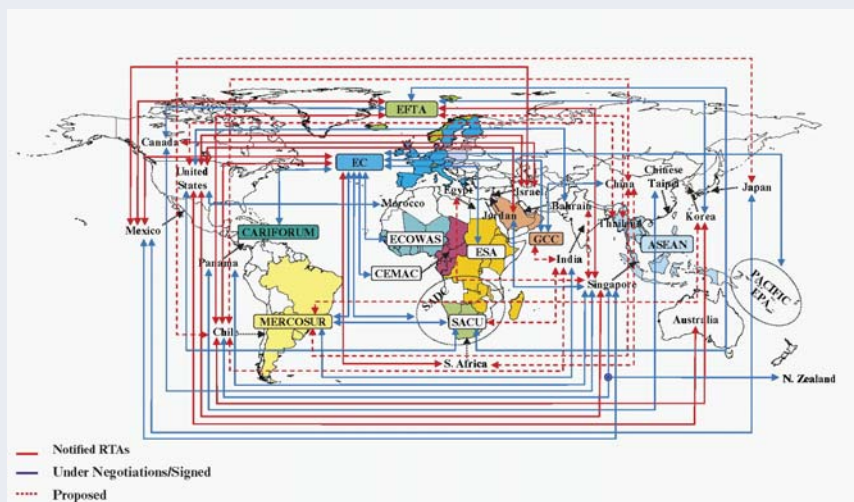 EFTA
Canada
EC
United
States
Egypt
Israel
China
Chinese
Taipei
Japan
Morocco
Jordan
Bahrain
Thailand
Korea
Mexico
CARIFORUM
ECOWAS
ESA
GCC
India
ASEAN
Panama
CEMAC
Singapore
PACIFIC
EPA
SADC
MERCOSUR
Chile
SACU
Australia
S. Africa
N. Zealand
Notified RTAs
Under Negotiations/Signed
Proposed